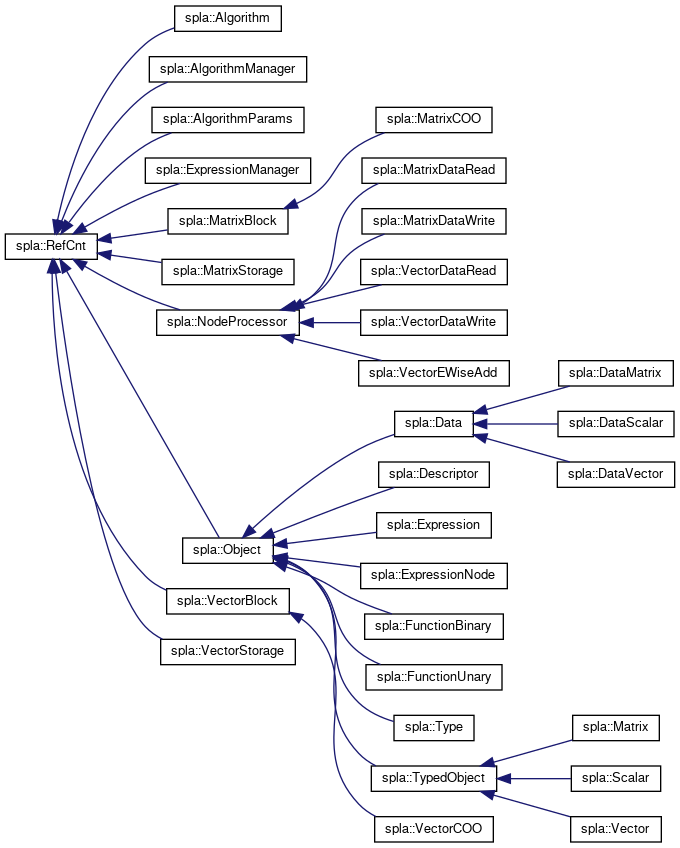 spla::Algorithm
spla::AlgorithmManager
spla::AlgorithmParams
spla::MatrixCOO
spla::ExpressionManager
spla::MatrixDataRead
spla::MatrixBlock
spla::MatrixDataWrite
spla::RefCnt
spla::MatrixStorage
spla::VectorDataRead
spla::NodeProcessor
spla::VectorDataWrite
spla::VectorEWiseAdd
spla::DataMatrix
spla::Data
spla::DataScalar
spla::Descriptor
spla::DataVector
spla::Expression
spla::Object
spla::ExpressionNode
spla::VectorBlock
spla::FunctionBinary
spla::VectorStorage
spla::FunctionUnary
spla::Type
spla::Matrix
spla::TypedObject
spla::Scalar
spla::VectorCOO
spla::Vector